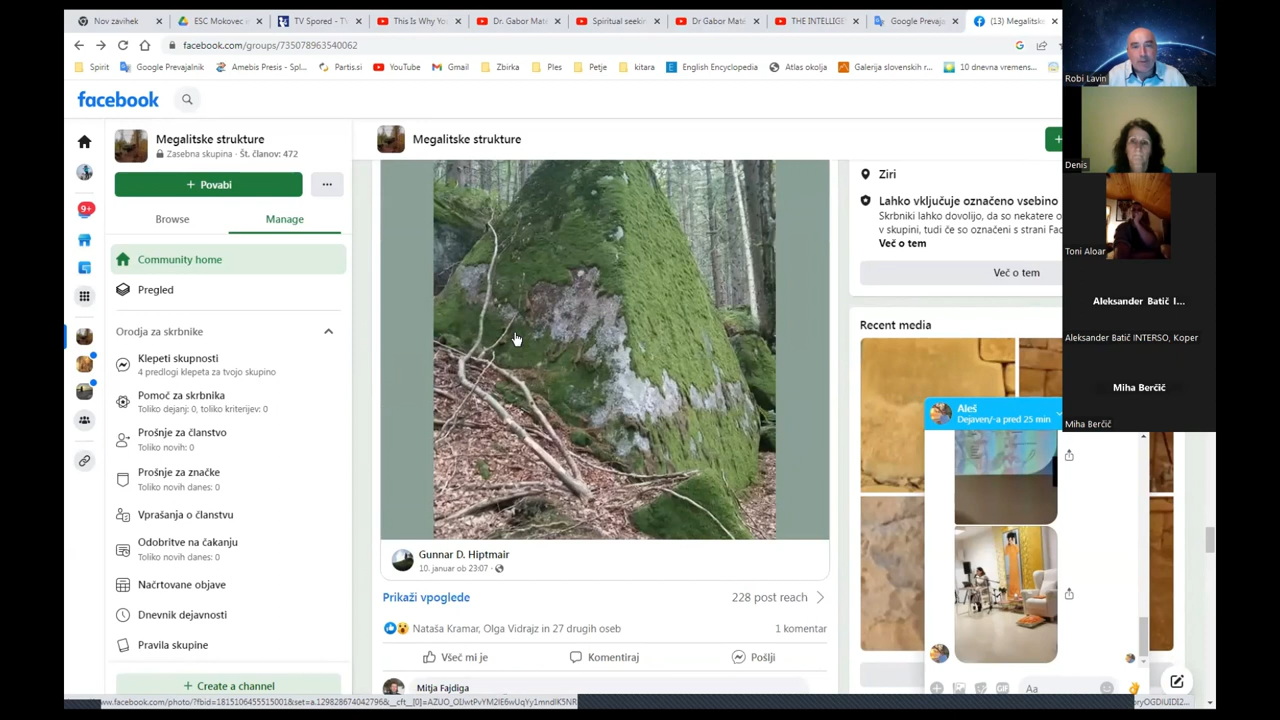 Nov zavihek
ESC Mokovec
TV Spored - TV
This Is Why Yo
Dr. Gabor Mat
Spiritual seekin
Dr Gabor Maté
THE INTELLIGE
Google Prevaja
(13) Megalitske
facebook.com/groups/735078963540062
Spirit
Google Prevajalnik
Amebis Presis - Spl...
Partis.si
YouTube
Gmail
Zbirka
Ples
Petje
kitara
English Encyclopedia
Atlas okolja
Galerija slovenskih r...
10 dnevna vremens...
facebook
Megalitske strukture
Zasebna skupina · Št. članov: 472
+ Povabi
...
Browse
Manage
Community home
Pregled
Orodja za skrbnike
Klepeti skupnosti
4 predlogi klepeta za tvojo skupino
Pomoč za skrbnika
Toliko dejanj: 0, toliko kriterijev: 0
Prošnje za članstvo
Toliko novih: 0
Prošnje za značke
Toliko novih danes: 0
Vprašanja o članstvu
Odobritve na čakanju
Toliko novih danes: 0
Načrtovane objave
Dnevnik dejavnosti
Pravila skupine
+ Create a channel
9+
Megalitske strukture
Gunnar D. Hiptmair
10. januar ob 23:07 ·
Prikaži vpoglede
228 post reach
Nataša Kramar, Olga Vidrajz in 27 drugih oseb
1 komentar
Všeč mi je
Komentiraj
Pošlji
Mitja Fajdiga
Ziri
Lahko vključuje označeno vsebino
Skrbniki lahko dovolijo, da so nekatere o
v skupini, tudi če so označeni s strani Fac
Več o tem
Več o tem
Recent media
Aleš
Dejaven/-a pred 25 min
GIF
Aa
Robi Lavin
Denis
Toni Aloar
Aleksander Batič I...
Aleksander Batič INTERSO, Koper
Miha Berčič
Miha Berčič